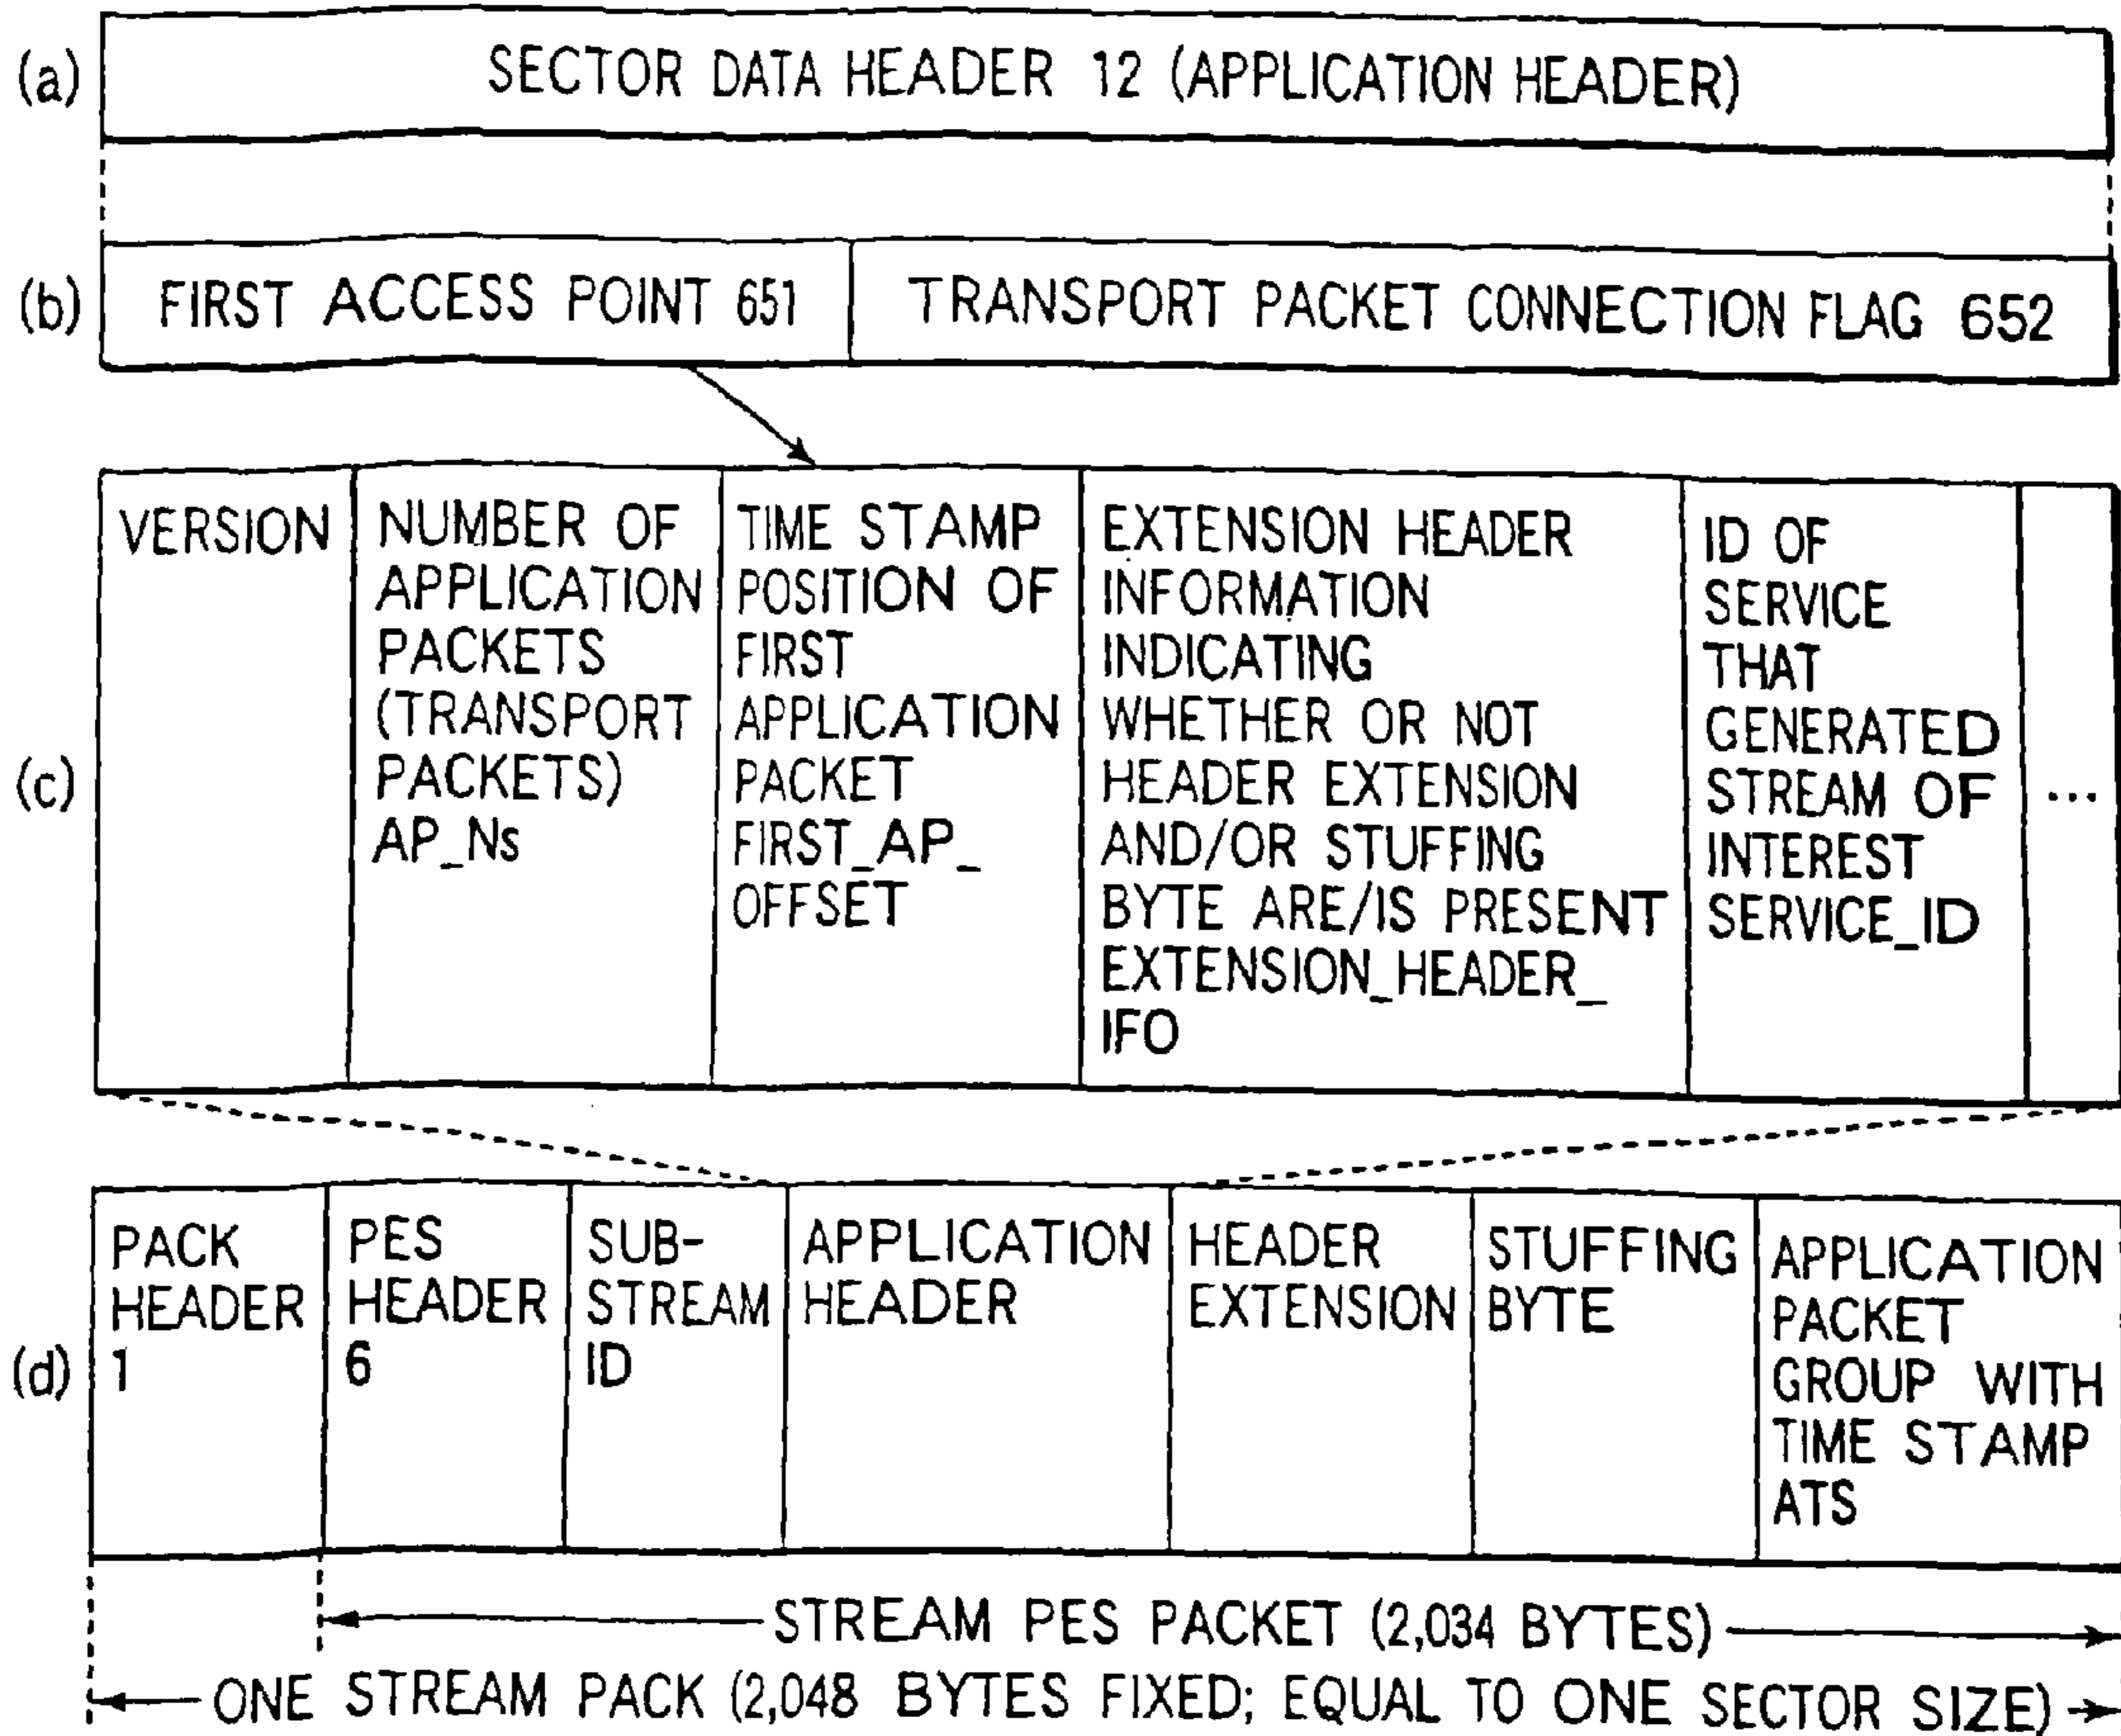 (a)
SECTOR DATA HEADER 12 (APPLICATION HEADER)
(b)
FIRST ACCESS POINT 651
TRANSPORT PACKET CONNECTION FLAG 652
(c)
VERSION
NUMBER OF
APPLICATION
PACKETS
(TRANSPORT
PACKETS)
AP_Ns
TIME STAMP
POSITION OF
FIRST
APPLICATION
PACKET
FIRST_AP_
OFFSET
EXTENSION HEADER
INFORMATION
INDICATING
WHETHER OR NOT
HEADER EXTENSION
AND/OR STUFFING
BYTE ARE/IS PRESENT
EXTENSION_HEADER_
IFO
ID OF
SERVICE
THAT
GENERATED
STREAM OF
INTEREST
SERVICE_ID
...
(d)
PACK
HEADER
1
PES
HEADER
6
SUB-
STREAM
ID
APPLICATION
HEADER
HEADER
EXTENSION
STUFFING
BYTE
APPLICATION
PACKET
GROUP WITH
TIME STAMP
ATS
STREAM PES PACKET (2,034 BYTES)
ONE STREAM PACK (2,048 BYTES FIXED; EQUAL TO ONE SECTOR SIZE)